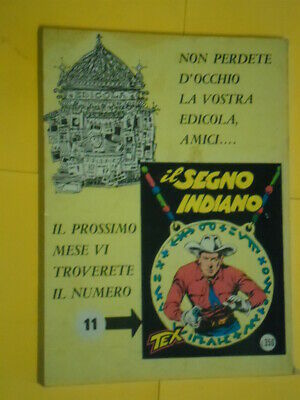 EDICOLA
NON PERDETE
D'OCCHIO
LA VOSTRA
EDICOLA,
AMICI....
il SEGNO
INDIANO
IL PROSSIMO
MESE VI
TROVERETE
IL NUMERO
11
TEX